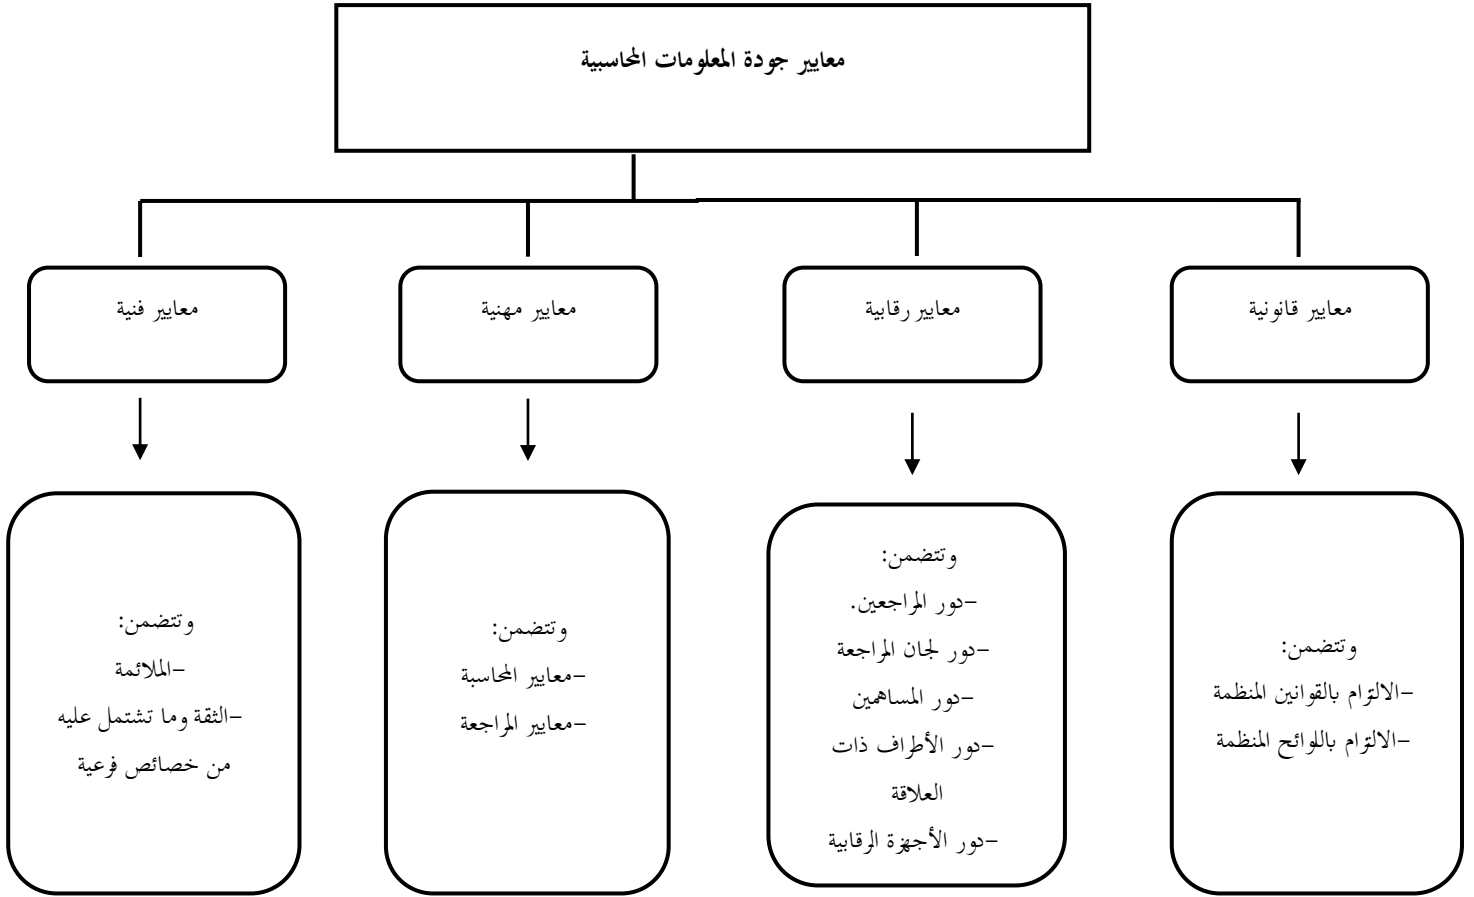 معايير جودة المعلومات المحاسبية
معايير قانونية
معايير رقابية
معايير مهنية
معايير فنية
وتتضمن:
-الالتزام بالقوانين المنظمة
-الالتزام باللوائح المنظمة
وتتضمن:
-دور المراجعين.
-دور لجان المراجعة
-دور المساهمين
-دور الأطراف ذات
العلاقة
-دور الأجهزة الرقابية
وتتضمن:
-معايير المحاسبة
-معايير المراجعة
وتتضمن:
-الملائمة
-الثقة وما تشتمل عليه
من خصائص فرعية